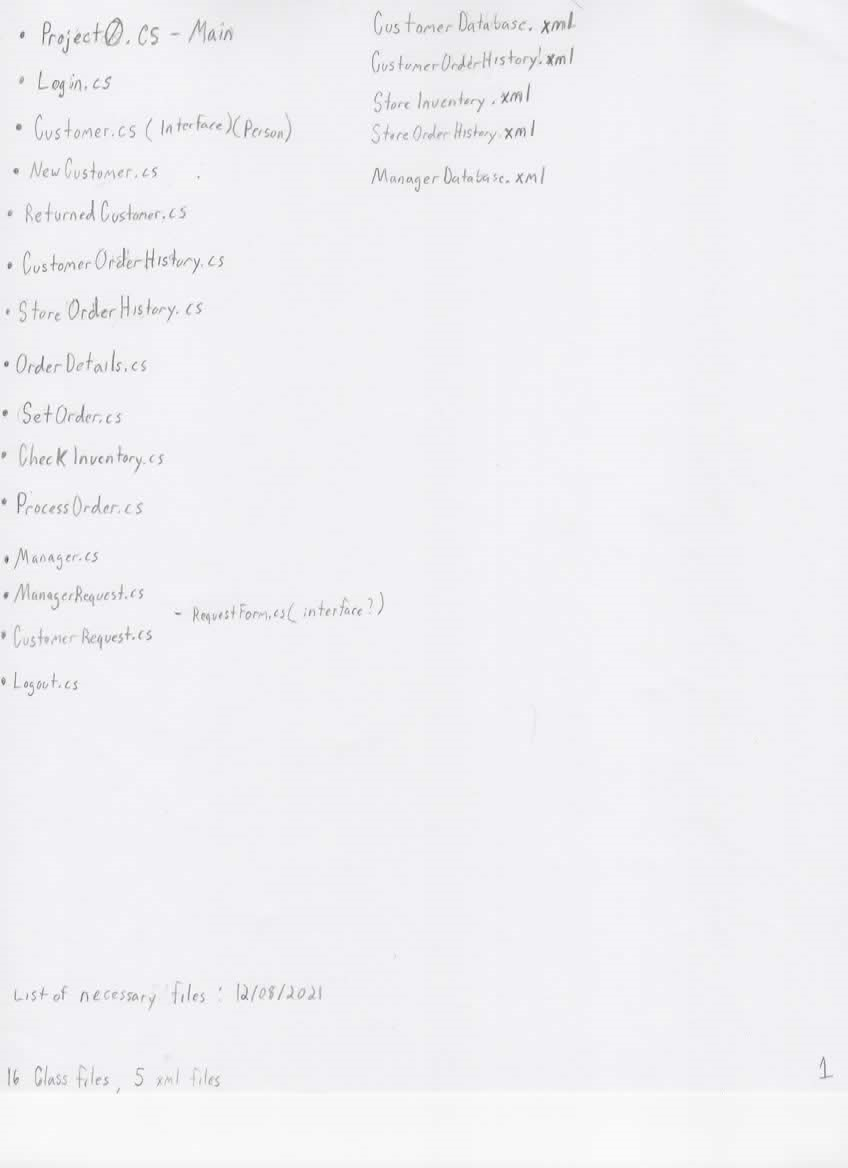 • Project0.CS - Main
• Login.cs
• Customer.cs (Interface)(Person)
• NewCustomer.cs
• ReturnedCustomer.cs
• CustomerOrderHistory.cs
• StoreOrderHistory.cs
• OrderDetails.cs
• SetOrder.cs
• CheckInventory.cs
• ProcessOrder.cs
• Manager.cs
• ManagerRequest.cs
- RequestForm.cs(interface?)
• CustomerRequest.cs
• Logout.cs
CustomerDatabase.xml
CustomerOrderHistory.xml
StoreInventory.xml
StoreOrderHistory.xml
ManagerDatabase.xml
List of necessary files : 12/08/2021
16 Class files, 5 xml files
1